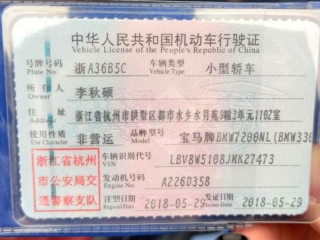 中华人民共和国机动车行驶证
Vehicle License of the People's Republic of China
号牌号码 浙A36B5C 车辆类型 小型轿车
Plate No. Vehicle Type
所有人 李秋硕
Owner
住址 浙江省杭州市拱墅区都市水乡水月苑 幢3单元1102室
Address
使用性质 非营运 品牌型号 宝马牌BMW7200NL(BMW330
Use Character Model
浙江省杭州市公安局交通警察支队
车辆识别代号 LBV8W5108JMK27473
VIN
发动机号码 A226D358
Engine No.
注册日期 2018-05-29 发证日期 2018-05-29
Register Date Issue Date